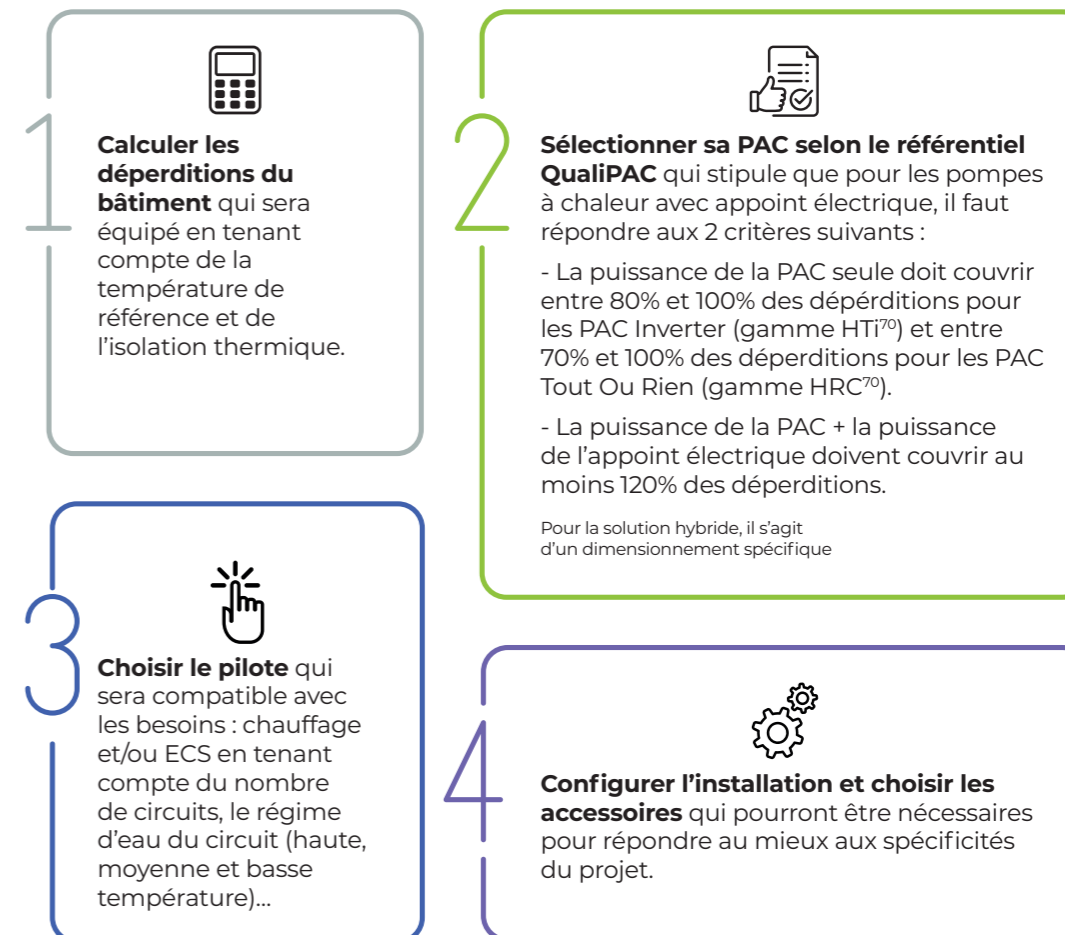 1
Calculer les
déperditions du
bâtiment qui sera
équipé en tenant
compte de la
température de
référence et de
l'isolation thermique.
2
Sélectionner sa PAC selon le référentiel
QualiPAC qui stipule que pour les pompes
à chaleur avec appoint électrique, il faut
répondre aux 2 critères suivants :
- La puissance de la PAC seule doit couvrir
entre 80% et 100% des dépérditions pour
les PAC Inverter (gamme HTi⁷⁰) et entre
70% et 100% des déperditions pour les PAC
Tout Ou Rien (gamme HRC⁷⁰).
- La puissance de la PAC + la puissance
de l'appoint électrique doivent couvrir au
moins 120% des déperditions.
Pour la solution hybride, il s'agit
d'un dimensionnement spécifique
3
Choisir le pilote qui
sera compatible avec
les besoins : chauffage
et/ou ECS en tenant
compte du nombre
de circuits, le régime
d'eau du circuit (haute,
moyenne et basse
température)...
4
Configurer l'installation et choisir les
accessoires qui pourront être nécessaires
pour répondre au mieux aux spécificités
du projet.